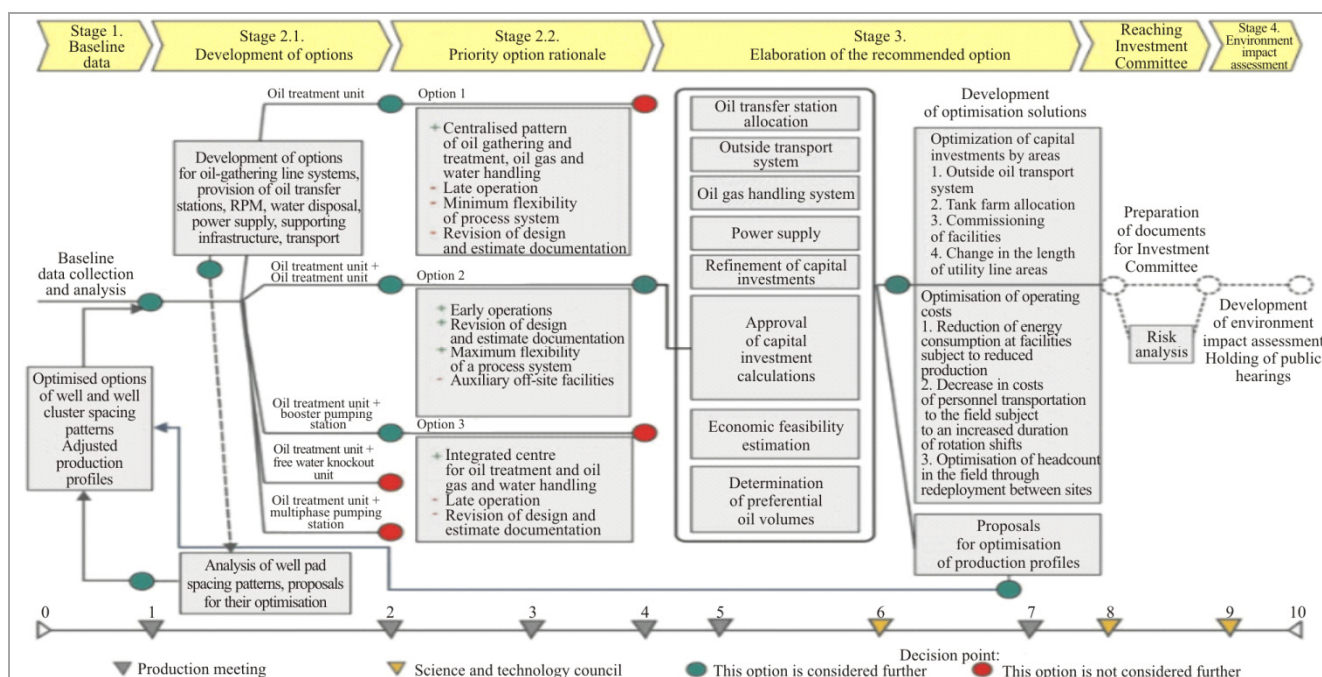 Stage 1.
Baseline
data
Stage 2.1.
Development of options
Stage 2.2.
Priority option rationale
Stage 3.
Elaboration of the recommended option
Reaching
Investment
Committee
Stage 4.
Environment
impact
assessment
Oil treatment unit
Option 1
Development of options
for oil-gathering line systems,
provision of oil transfer
stations, RPM, water disposal,
power supply, supporting
infrastructure, transport
+ Centralised pattern
of oil gathering and
treatment, oil gas and
water handling
- Late operation
- Minimum flexibility
of process system
- Revision of design
and estimate documentation
Baseline
data collection
and analysis
Oil treatment unit +
Oil treatment unit
Option 2
+ Early operations
+ Revision of design
and estimate documentation
+ Maximum flexibility
of a process system
- Auxiliary off-site facilities
Optimised options
of well and well
cluster spacing
patterns
Adjusted
production
profiles
Oil treatment unit +
booster pumping
station
Option 3
Oil treatment unit +
free water knockout
unit
Oil treatment unit +
multiphase pumping
station
+ Integrated centre
for oil treatment and oil
gas and water handling
- Late operation
- Revision of design and
estimate documentation
Analysis of well pad
spacing patterns, proposals
for their optimisation
Oil transfer station
allocation
Outside transport
system
Oil gas handling system
Power supply
Refinement of capital
investments
Approval
of capital
investment
calculations
Economic feasibility
estimation
Determination
of preferential
oil volumes
Development
of optimisation solutions
Optimization of capital
investments by areas
1. Outside oil transport
system
2. Tank farm allocation
3. Commissioning
of facilities
4. Change in the length
of utility line areas
Optimisation of operating
costs
1. Reduction of energy
consumption at facilities
subject to reduced
production
2. Decrease in costs
of personnel transportation
to the field subject
to an increased duration
of rotation shifts
3. Optimisation of headcount
in the field through
redeployment between sites
Proposals
for optimisation
of production profiles
Preparation
of documents
for Investment
Committee
Risk
analysis
Development
of environment
impact assessment
Holding of public
hearings
0 1 2 3 4 5 6 7 8 9 10
Production meeting
Science and technology council
Decision point:
This option is considered further
This option is not considered further